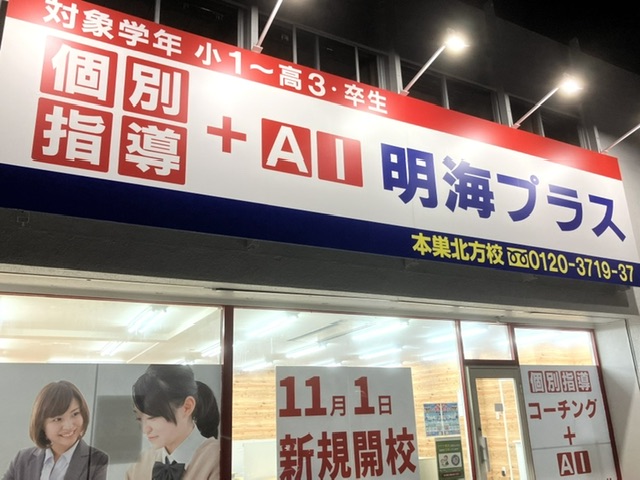 対象学年 小1～高3・卒生
個別
指導
+ AI 明海プラス
本巣北方校 0120-3719-37
11月1日
新規開校
個別指導
コーチング
+
AI